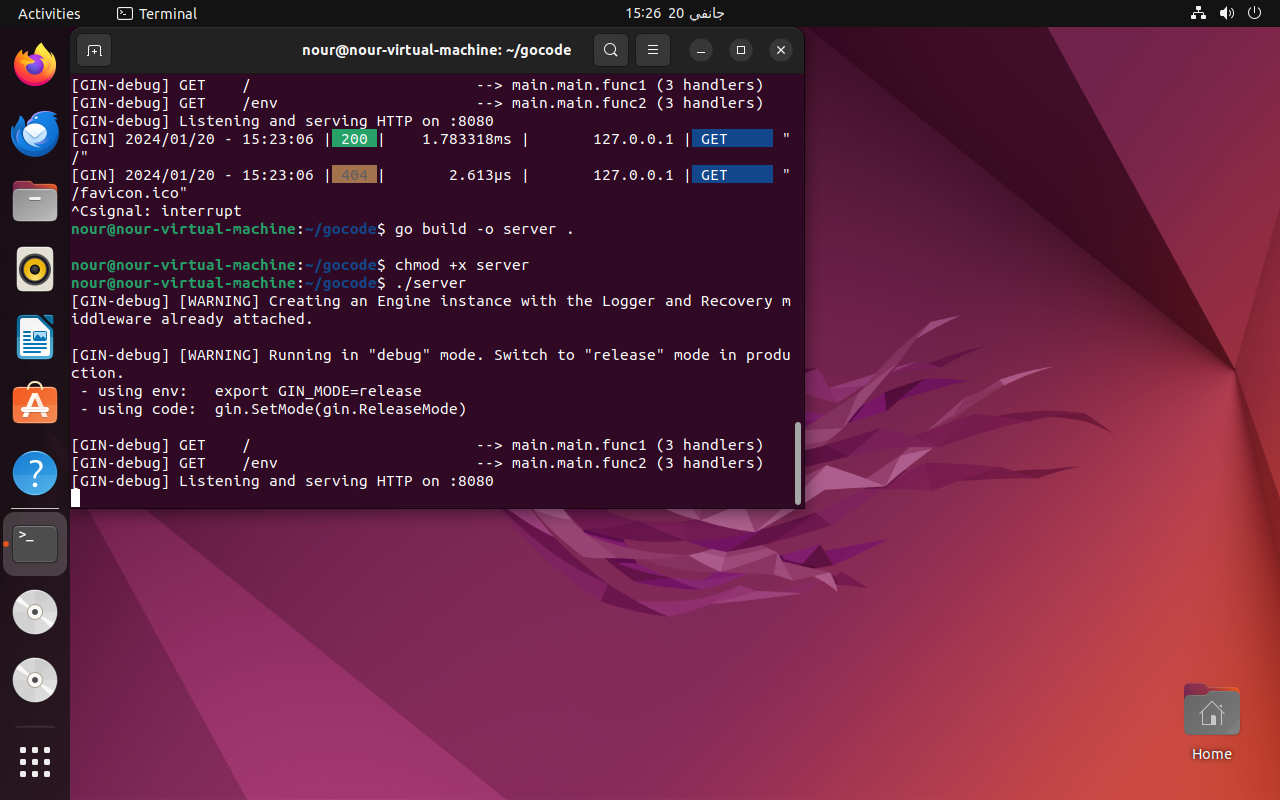 Activities
Terminal
15:26 20 جانفي
nour@nour-virtual-machine: ~/gocode
[GIN-debug] GET    /                         --> main.main.func1 (3 handlers)
[GIN-debug] GET    /env                      --> main.main.func2 (3 handlers)
[GIN-debug] Listening and serving HTTP on :8080
[GIN] 2024/01/20 - 15:23:06 | 200 |    1.783318ms |       127.0.0.1 | GET      "
/"
[GIN] 2024/01/20 - 15:23:06 | 404 |       2.613µs |       127.0.0.1 | GET      "
/favicon.ico"
^Csignal: interrupt
nour@nour-virtual-machine:~/gocode$ go build -o server .
nour@nour-virtual-machine:~/gocode$ chmod +x server
nour@nour-virtual-machine:~/gocode$ ./server
[GIN-debug] [WARNING] Creating an Engine instance with the Logger and Recovery m
iddleware already attached.
[GIN-debug] [WARNING] Running in "debug" mode. Switch to "release" mode in produ
ction.
 - using env:   export GIN_MODE=release
 - using code:  gin.SetMode(gin.ReleaseMode)
[GIN-debug] GET    /                         --> main.main.func1 (3 handlers)
[GIN-debug] GET    /env                      --> main.main.func2 (3 handlers)
[GIN-debug] Listening and serving HTTP on :8080
Home